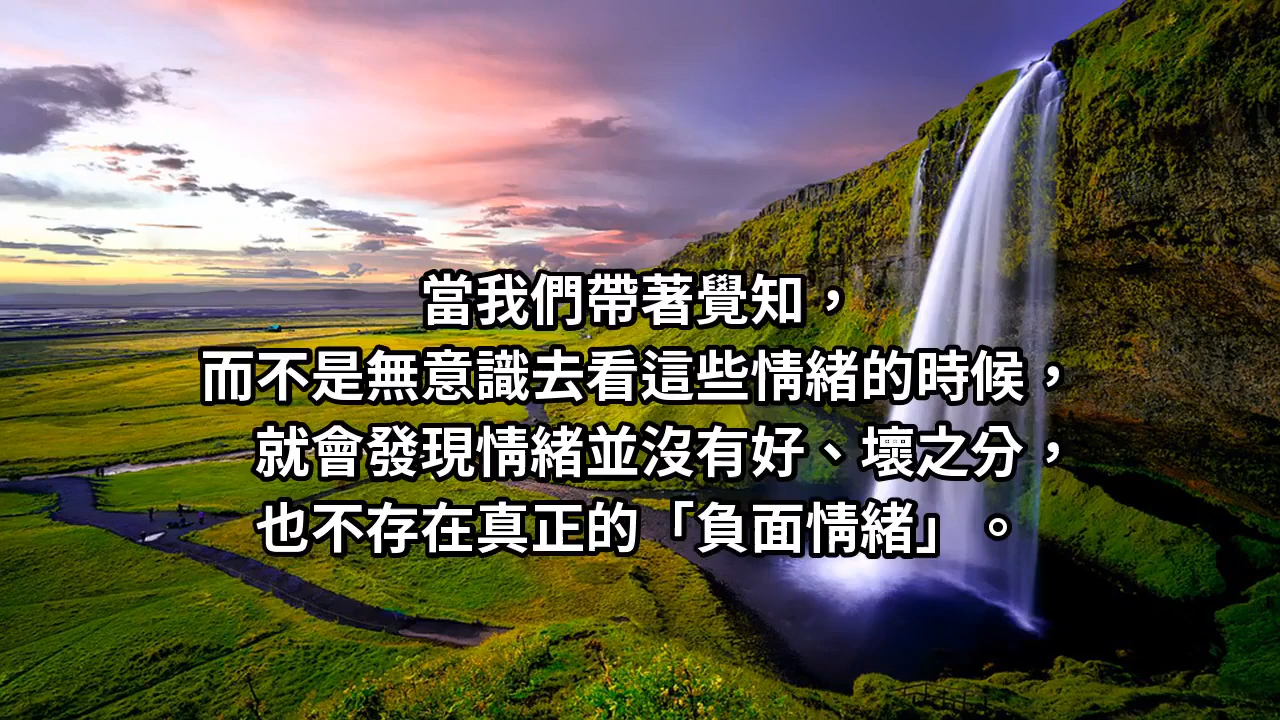 當我們帶著覺知，
而不是無意識去看這些情緒的時候，
就會發現情緒並沒有好、壞之分，
也不存在真正的「負面情緒」。